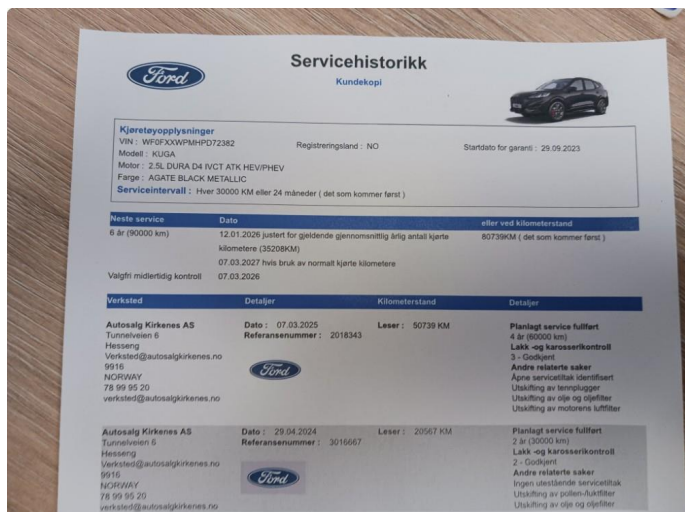 Ford
Servicehistorikk
Kundekopi
Kjøretøyopplysninger
VIN : WF0FXXWPMHPD72382
Registreringsland : NO
Startdato for garanti : 29.09.2023
Modell : KUGA
Motor : 2.5L DURA D4 IVCT ATK HEV/PHEV
Farge : AGATE BLACK METALLIC
Serviceintervall : Hver 30000 KM eller 24 måneder ( det som kommer først )
Neste service Dato eller ved kilometerstand
6 år (90000 km) 12.01.2026 justert for gjeldende gjennomsnittlig årlig antall kjørte 80739KM ( det som kommer først )
kilometere (35208KM)
07.03.2027 hvis bruk av normalt kjørte kilometere
Valgfri midlertidig kontroll 07.03.2026
Verksted Detaljer Kilometerstand Detaljer
Autosalg Kirkenes AS Dato : 07.03.2025 Leser : 50739 KM Planlagt service fullført
Tunnelveien 6 Referansenummer : 2018343 4 år (60000 km)
Hesseng Lakk -og karosserikontroll
Verksted@autosalgkirkenes.no 3 - Godkjent
9916 Ford Andre relaterte saker
NORWAY Åpne servicetiltak identifisert
78 99 95 20 Utskifting av tennplugger
verksted@autosalgkirkenes.no Utskifting av olje og oljefilter
Utskifting av motorens luftfilter
Autosalg Kirkenes AS Dato : 29.04.2024 Leser : 20567 KM Planlagt service fullført
Tunnelveien 6 Referansenummer : 3016667 2 år (30000 km)
Hesseng Lakk -og karosserikontroll
Verksted@autosalgkirkenes.no 2 - Godkjent
9916 Ford Andre relaterte saker
NORWAY Ingen utestående servicetiltak
78 99 95 20 Utskifting av pollen-/luktfilter
verksted@autosalgkirkenes.no Utskifting av olje og oljefilter